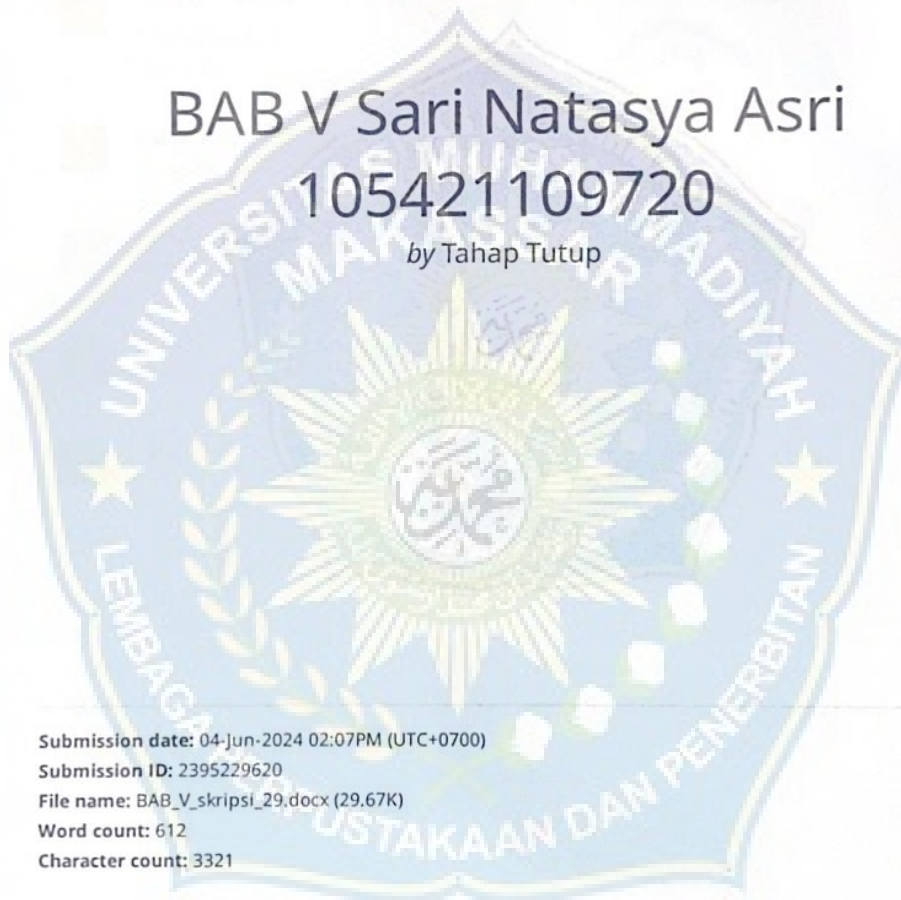 BAB V Sari Natasya Asri
105421109720
by Tahap Tutup
UNIVERSITAS MUHAMMADIYAH
MAKASSAR
LEMBAGA PERPUSTAKAAN DAN PENERBITAN
Submission date: 04-Jun-2024 02:07PM (UTC+0700)
Submission ID: 2395229620
File name: BAB_V_skripsi_29.docx (29.67K)
Word count: 612
Character count: 3321